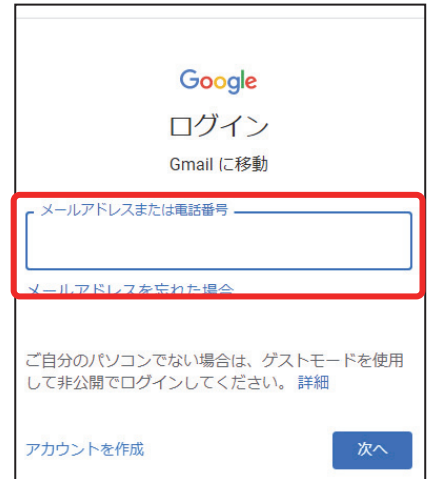 Google
ログイン
Gmail に移動
メールアドレスまたは電話番号
メールアドレスを忘れた場合
ご自分のパソコンでない場合は、ゲストモードを使用
して非公開でログインしてください。 詳細
アカウントを作成
次へ